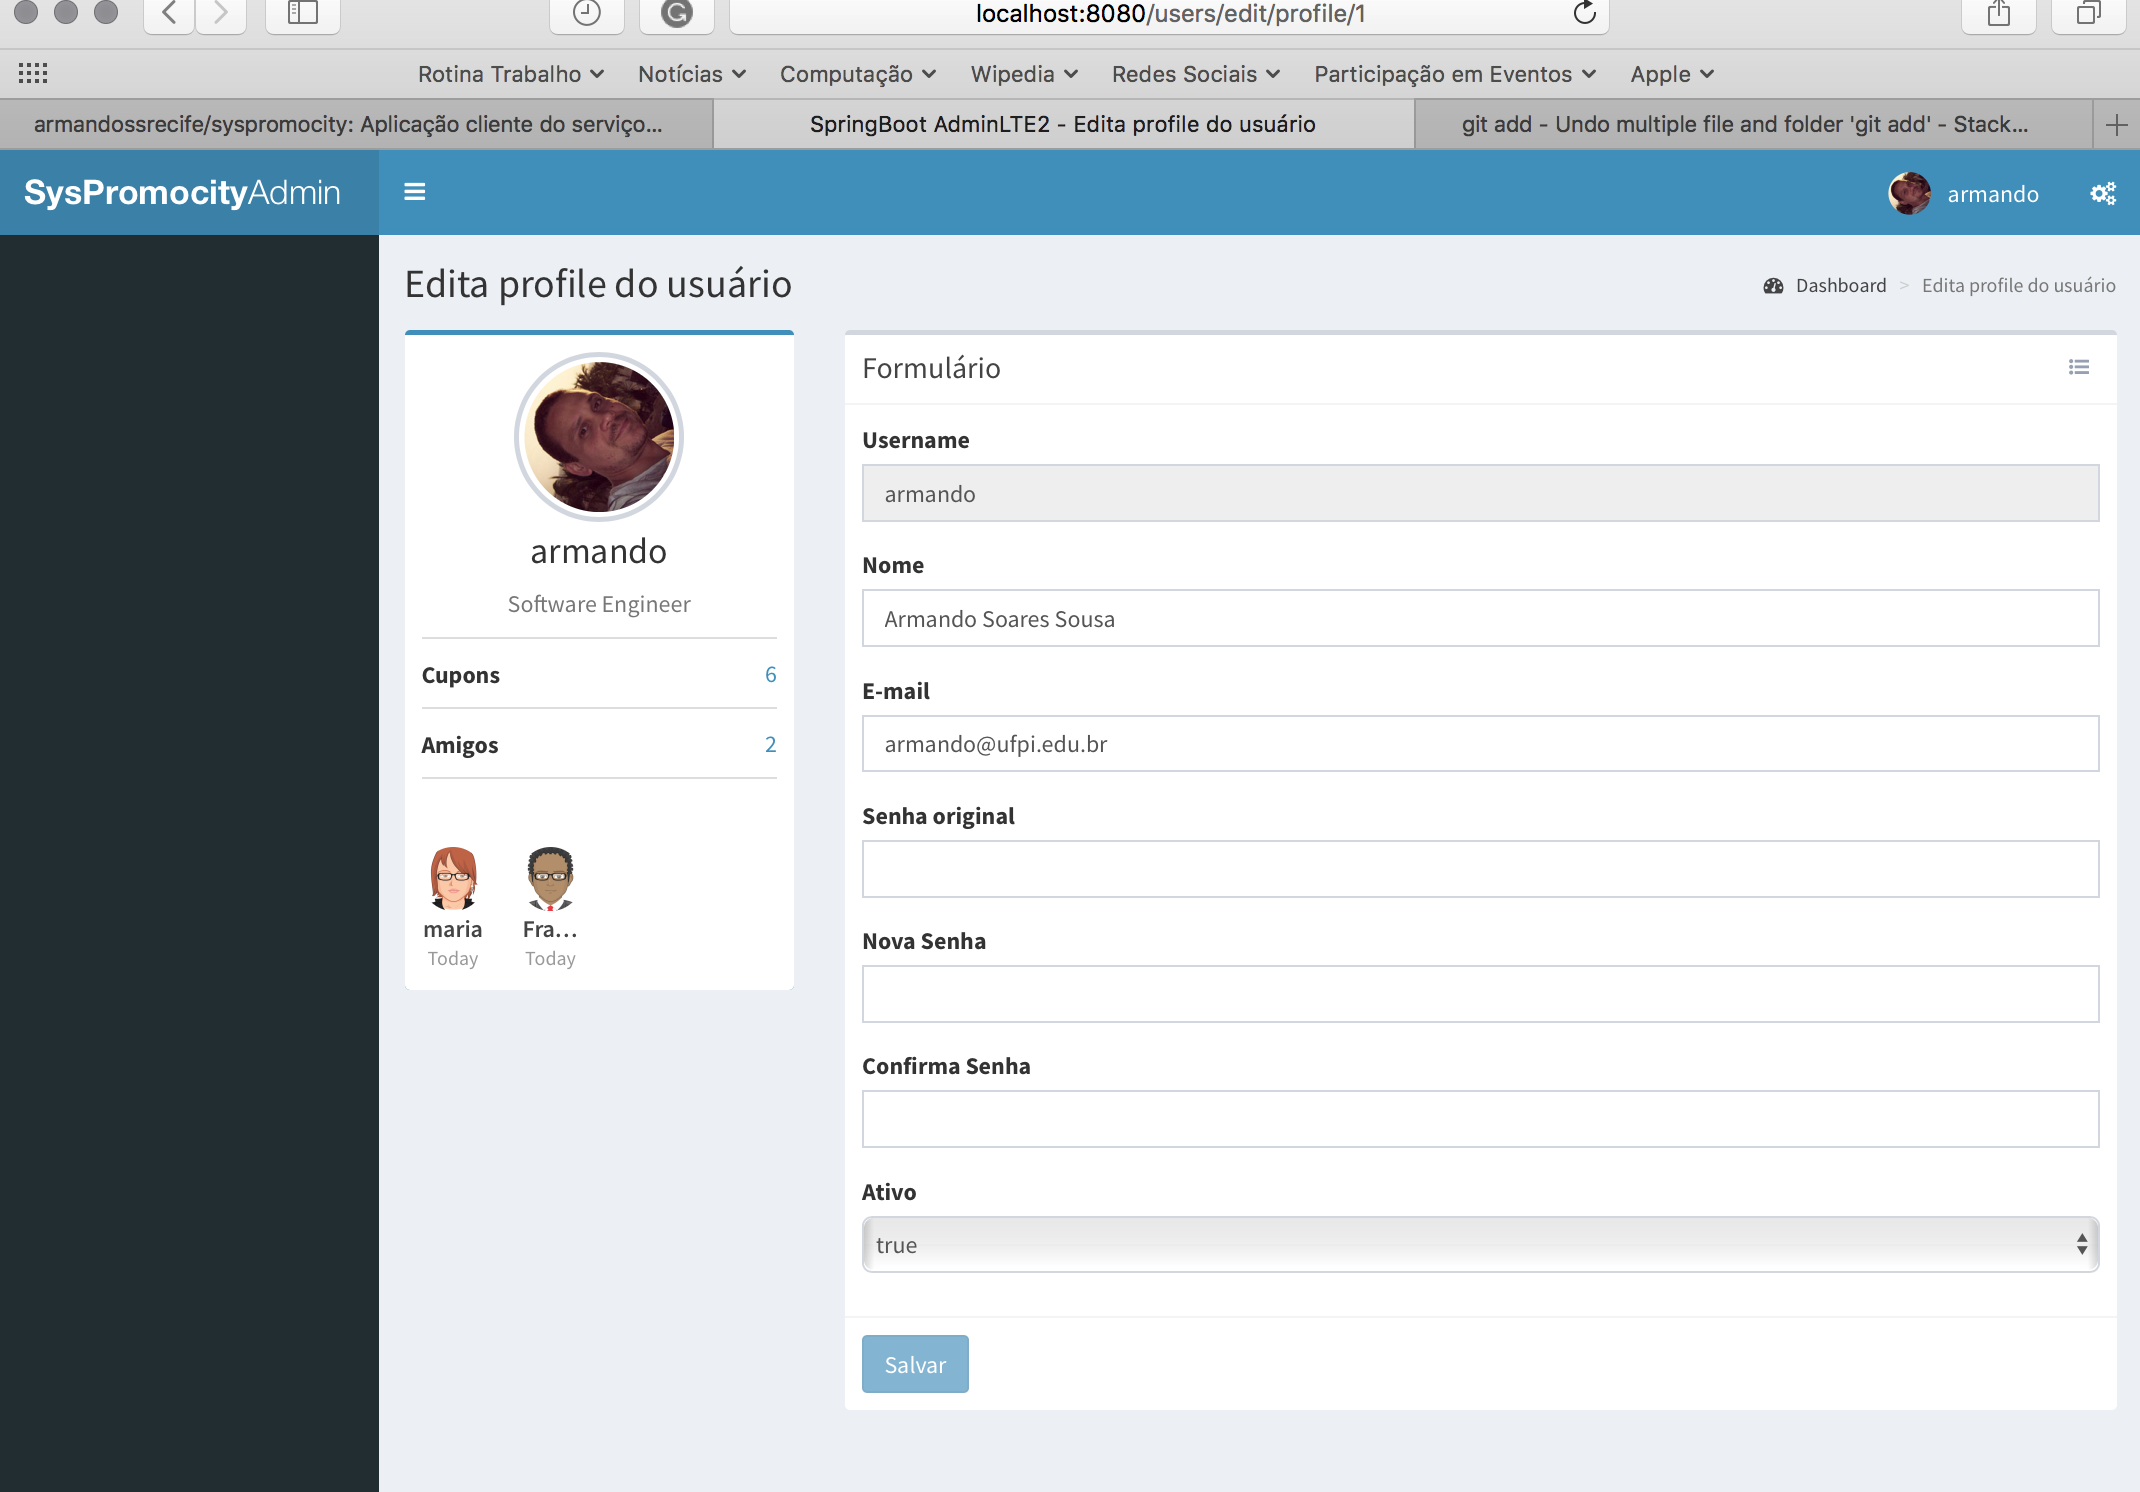 localhost:8080/users/edit/profile/1
Rotina Trabalho Notícias Computação Wipedia Redes Sociais Participação em Eventos Apple
armandossrecife/syspromocity: Aplicação cliente do serviço... SpringBoot AdminLTE2 - Edita profile do usuário git add - Undo multiple file and folder 'git add' - Stack...
SysPromocityAdmin armando
Edita profile do usuário Dashboard > Edita profile do usuário
armando
Software Engineer
Cupons 6
Amigos 2
maria Fra...
Today Today
Formulário
Username
armando
Nome
Armando Soares Sousa
E-mail
armando@ufpi.edu.br
Senha original
Nova Senha
Confirma Senha
Ativo
true
Salvar